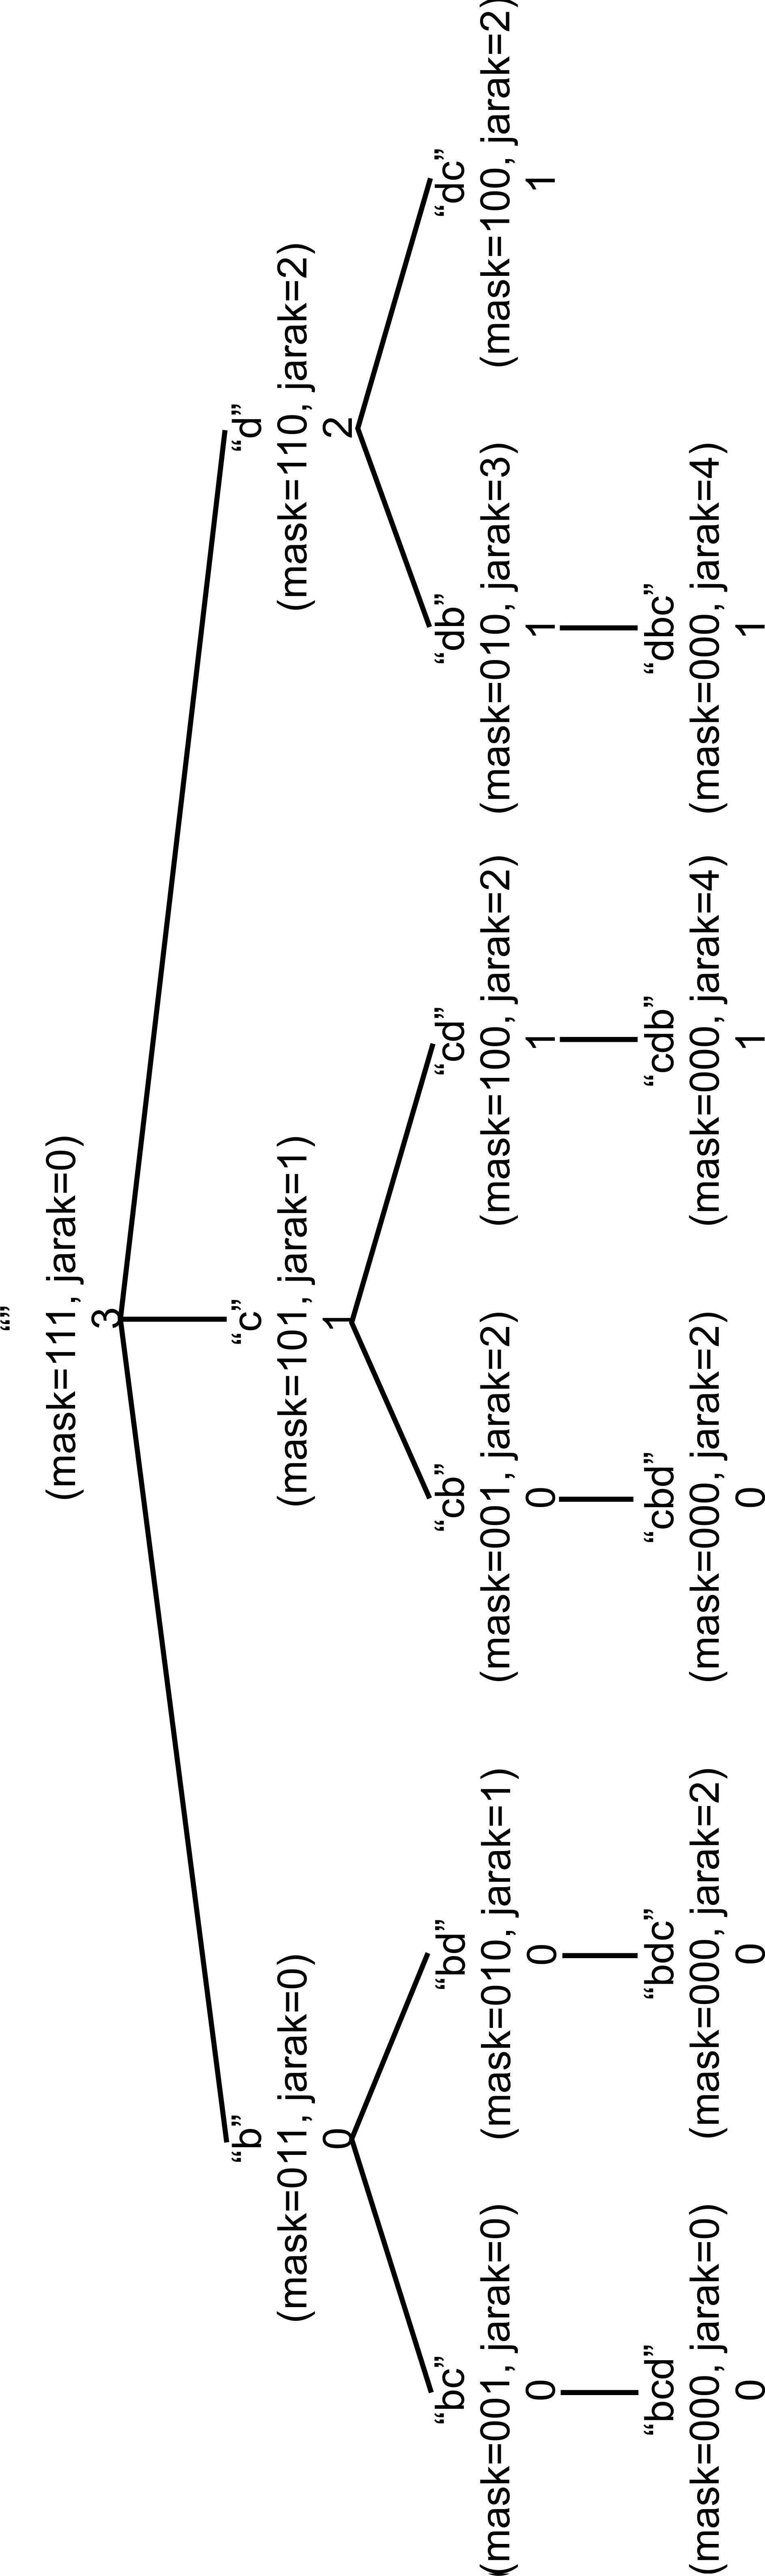 “”
(mask=111, jarak=0)
3
“b”
(mask=011, jarak=0)
0
“c”
(mask=101, jarak=1)
1
“d”
(mask=110, jarak=2)
2
“bc”
(mask=001, jarak=0)
0
“bd”
(mask=010, jarak=1)
0
“cb”
(mask=001, jarak=2)
0
“cd”
(mask=100, jarak=2)
1
“db”
(mask=010, jarak=3)
1
“dc”
(mask=100, jarak=2)
1
“bcd”
(mask=000, jarak=0)
0
“bdc”
(mask=000, jarak=2)
0
“cbd”
(mask=000, jarak=2)
0
“cdb”
(mask=000, jarak=4)
1
“dbc”
(mask=000, jarak=4)
1